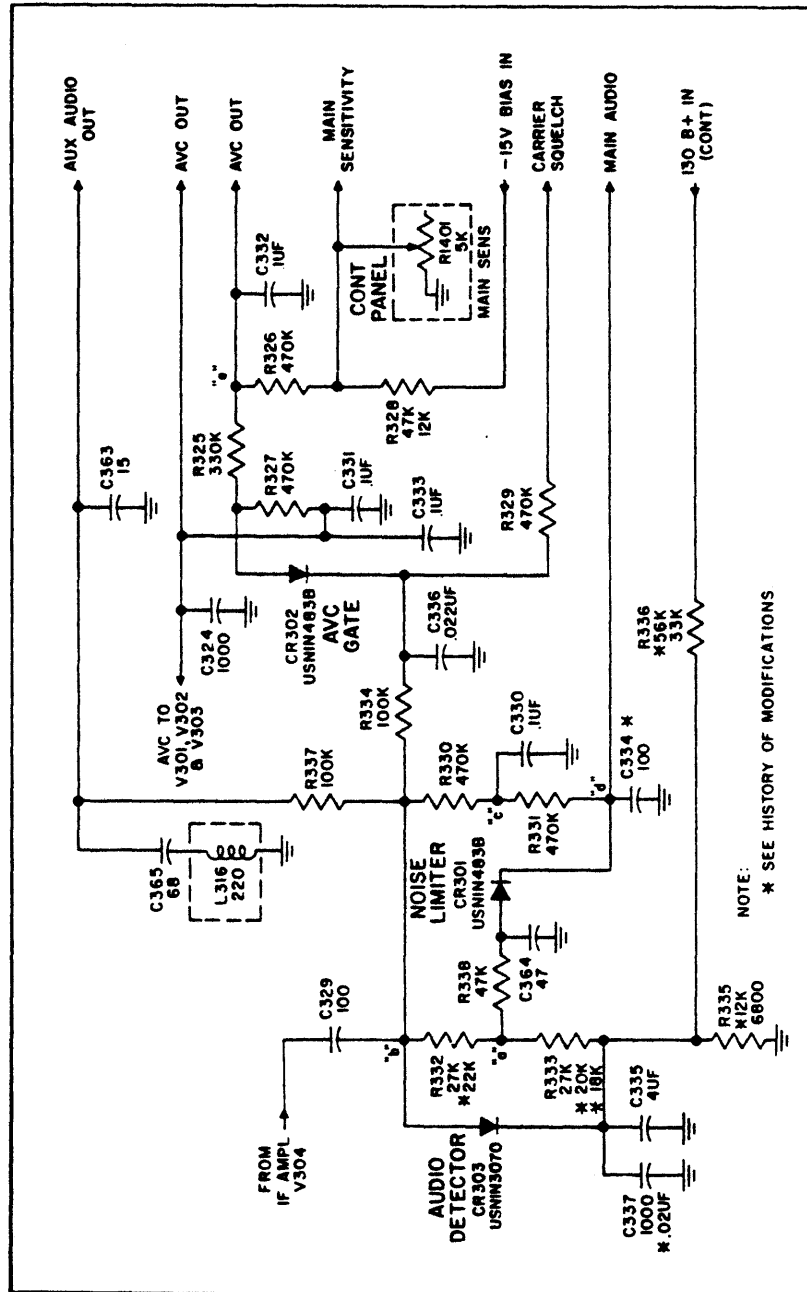 AUX AUDIO
OUT
AVC OUT
AVC OUT
MAIN
SENSITIVITY
-15V BIAS IN
CARRIER
SQUELCH
MAIN AUDIO
130 B+ IN
(CONT)
C363
15
C332
.1UF
"e"
R326
470K
CONT
PANEL
R1401
5K
MAIN SENS
R325
330K
R327
470K
R328
47K
12K
C331
.1UF
C333
.1UF
R329
470K
CR302
USN1N483B
AVC
GATE
C324
1000
AVC TO
V301, V302
& V303
C336
.022UF
R334
100K
R336
*56K
33K
R337
100K
R330
470K
C330
.1UF
"c"
R331
470K
"d"
C334 *
100
C365
68
L316
220
NOISE
LIMITER
CR301
USN1N483B
R338
47K
C364
47
C329
100
"b"
R332
27K
*22K
"a"
R333
27K
* 20K
* 18K
R335
*12K
6800
FROM
IF AMPL
V304
AUDIO
DETECTOR
CR303
USN1N3070
C335
4UF
C337
1000
*.02UF
NOTE:
* SEE HISTORY OF MODIFICATIONS